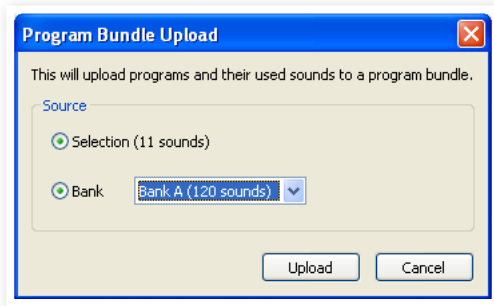 Program Bundle Upload
This will upload programs and their used sounds to a program bundle.
Source
Selection (11 sounds)
Bank Bank A (120 sounds)
Upload Cancel